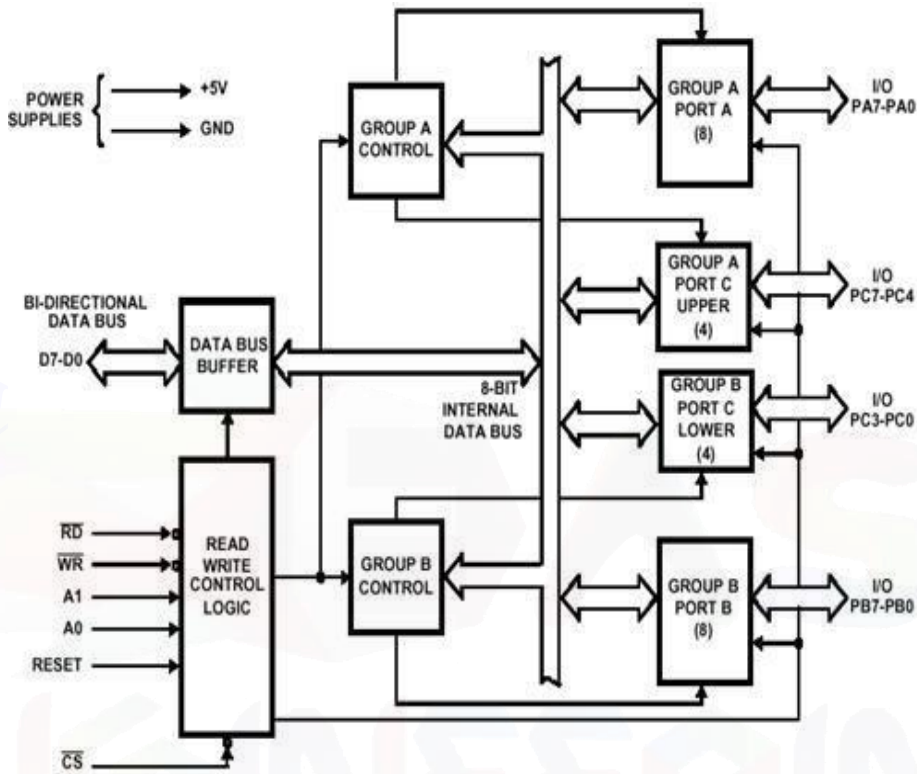 POWER
SUPPLIES
+5V
GND
GROUP A
CONTROL
GROUP A
PORT A
(8)
I/O
PA7-PA0
GROUP A
PORT C
UPPER
(4)
I/O
PC7-PC4
BI-DIRECTIONAL
DATA BUS
D7-D0
DATA BUS
BUFFER
8-BIT
INTERNAL
DATA BUS
GROUP B
PORT C
LOWER
(4)
I/O
PC3-PC0
RD
WR
A1
A0
RESET
CS
READ
WRITE
CONTROL
LOGIC
GROUP B
CONTROL
GROUP B
PORT B
(8)
I/O
PB7-PB0